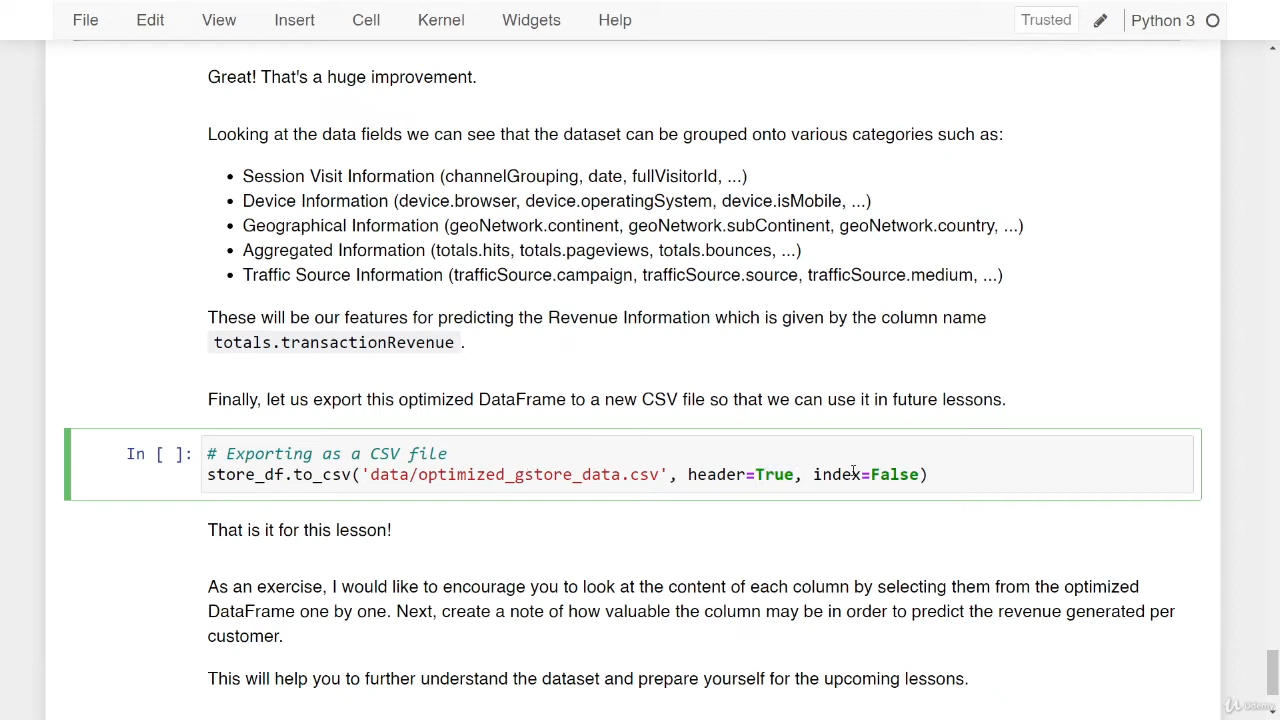 File Edit View Insert Cell Kernel Widgets Help Trusted Python 3
Great! That's a huge improvement.
Looking at the data fields we can see that the dataset can be grouped onto various categories such as:
• Session Visit Information (channelGrouping, date, fullVisitorId, ...)
• Device Information (device.browser, device.operatingSystem, device.isMobile, ...)
• Geographical Information (geoNetwork.continent, geoNetwork.subContinent, geoNetwork.country, ...)
• Aggregated Information (totals.hits, totals.pageviews, totals.bounces, ...)
• Traffic Source Information (trafficSource.campaign, trafficSource.source, trafficSource.medium, ...)
These will be our features for predicting the Revenue Information which is given by the column name
totals.transactionRevenue.
Finally, let us export this optimized DataFrame to a new CSV file so that we can use it in future lessons.
In [ ]: # Exporting as a CSV file
store_df.to_csv('data/optimized_gstore_data.csv', header=True, index=False)
That is it for this lesson!
As an exercise, I would like to encourage you to look at the content of each column by selecting them from the optimized
DataFrame one by one. Next, create a note of how valuable the column may be in order to predict the revenue generated per
customer.
This will help you to further understand the dataset and prepare yourself for the upcoming lessons.
Udemy